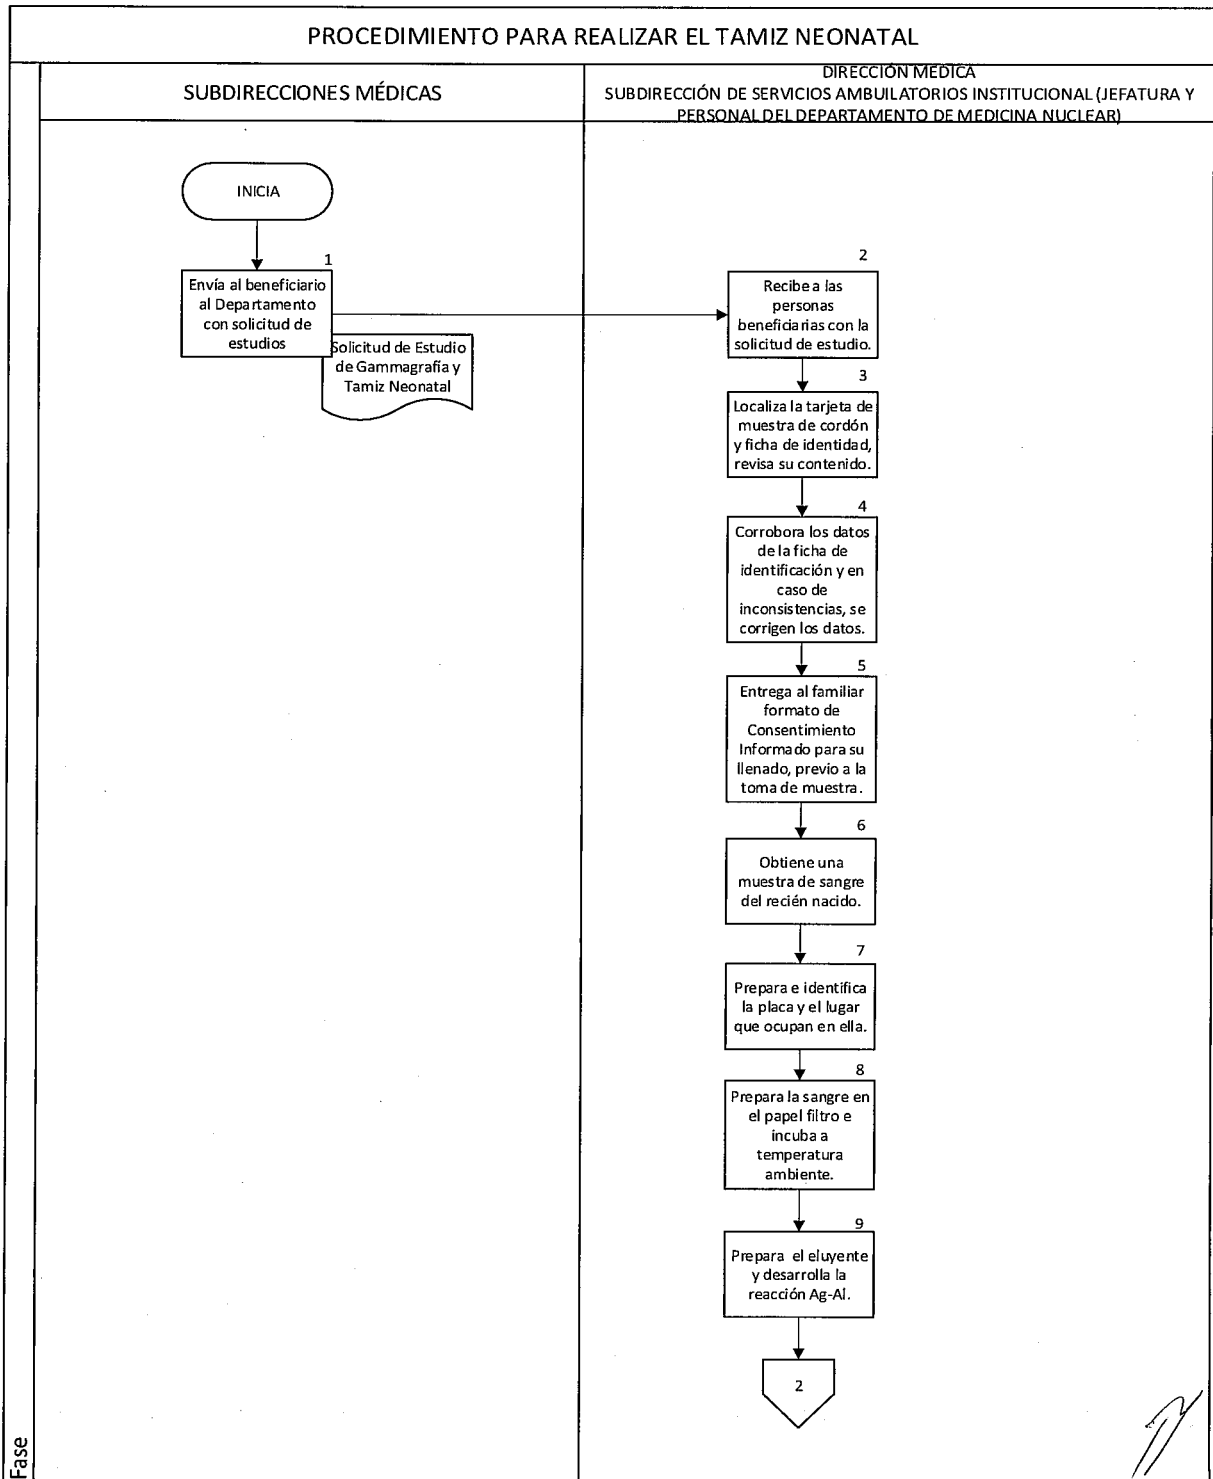 PROCEDIMIENTO PARA REALIZAR EL TAMIZ NEONATAL
SUBDIRECCIONES MÉDICAS
DIRECCIÓN MEDICA
SUBDIRECCIÓN DE SERVICIOS AMBUILATORIOS INSTITUCIONAL (JEFATURA Y
PERSONAL DEL DEPARTAMENTO DE MEDICINA NUCLEAR)
INICIA
1
Envía al beneficiario
al Departamento
con solicitud de
estudios
Solicitud de Estudio
de Gammagrafía y
Tamiz Neonatal
2
Recibe a las
personas
beneficiarias con la
solicitud de estudio.
3
Localiza la tarjeta de
muestra de cordón
y ficha de identidad,
revisa su contenido.
4
Corrobora los datos
de la ficha de
identificación y en
caso de
inconsistencias, se
corrigen los datos.
5
Entrega al familiar
formato de
Consentimiento
Informado para su
llenado, previo a la
toma de muestra.
6
Obtiene una
muestra de sangre
del recién nacido.
7
Prepara e identifica
la placa y el lugar
que ocupan en ella.
8
Prepara la sangre en
el papel filtro e
incuba a
temperatura
ambiente.
9
Prepara el eluyente
y desarrolla la
reacción Ag-Al.
2
Fase